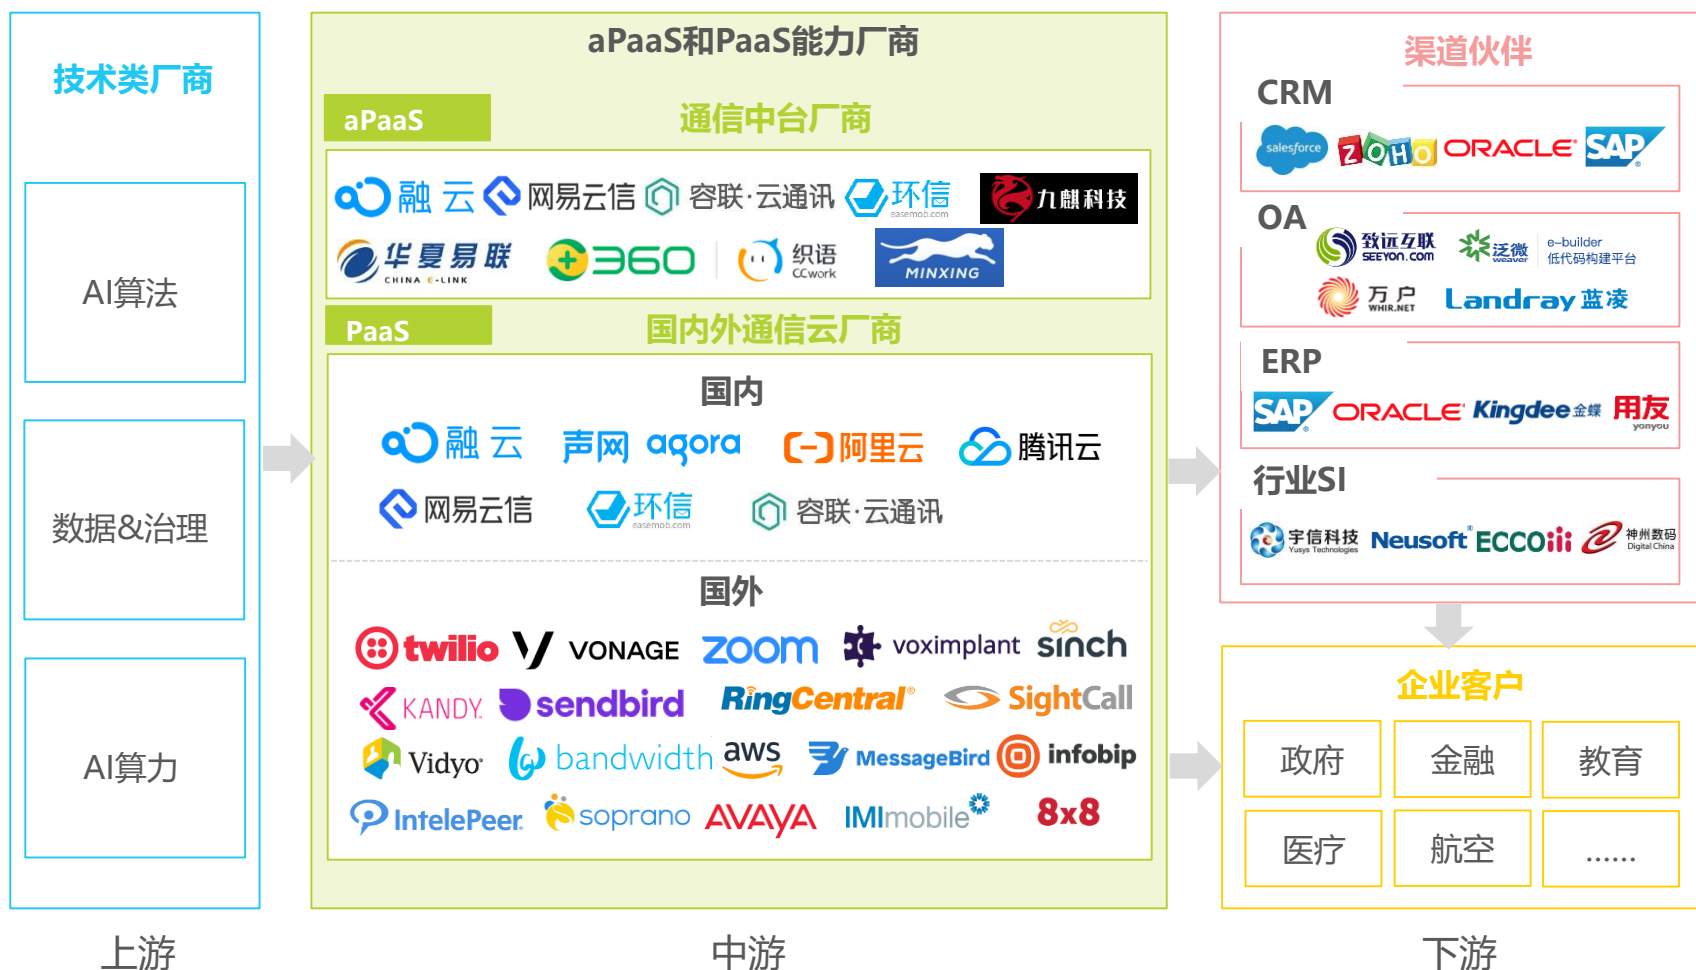 技术类厂商
AI算法
数据&治理
AI算力
上游
aPaaS和PaaS能力厂商
aPaaS
通信中台厂商
融云
网易云信
容联·云通讯
环信
easemob.com
九麒科技
华夏易联
CHINA E-LINK
360
织语
CCwork
MINXING
PaaS
国内外通信云厂商
国内
融云
声网 agora
阿里云
腾讯云
网易云信
环信
easemob.com
容联·云通讯
国外
twilio
VONAGE
zoom
voximplant
sinch
KANDY
sendbird
RingCentral®
SightCall
Vidyo
bandwidth
aws
MessageBird
infobip
IntelePeer
soprano
AVAYA
IMImobile
8x8
中游
渠道伙伴
CRM
salesforce
ZOHO
ORACLE®
SAP®
OA
致远互联
SEEYON.COM
泛微
weaver
e-builder
低代码构建平台
万户
WHIR.NET
Landray 蓝凌
ERP
SAP®
ORACLE®
Kingdee 金蝶
用友
yonyou
行业SI
宇信科技
Yusys Technologies
Neusoft®
ECCOiii
神州数码
Digital China
企业客户
政府
金融
教育
医疗
航空
......
下游